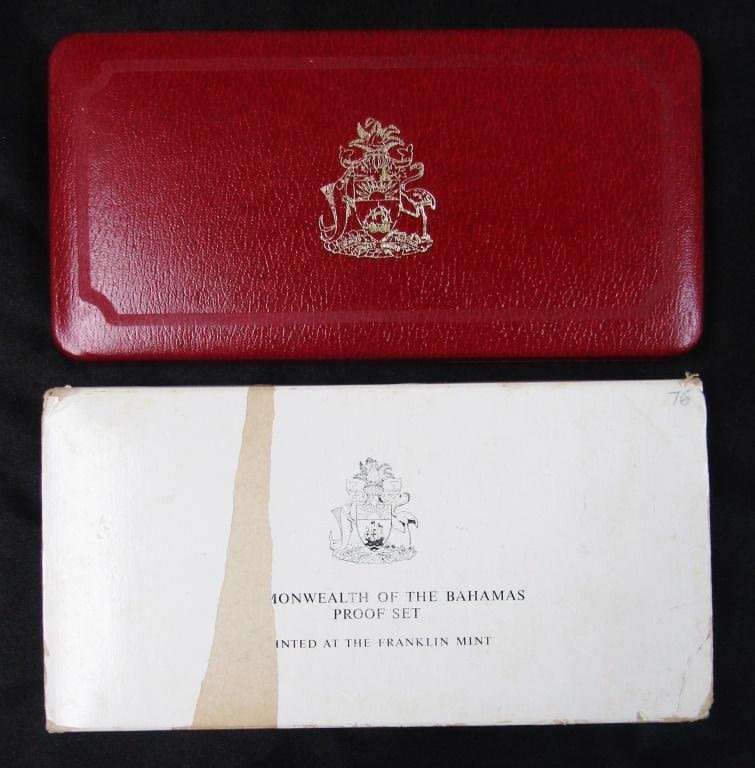 76
MONWEALTH OF THE BAHAMAS
PROOF SET
INTED AT THE FRANKLIN MINT